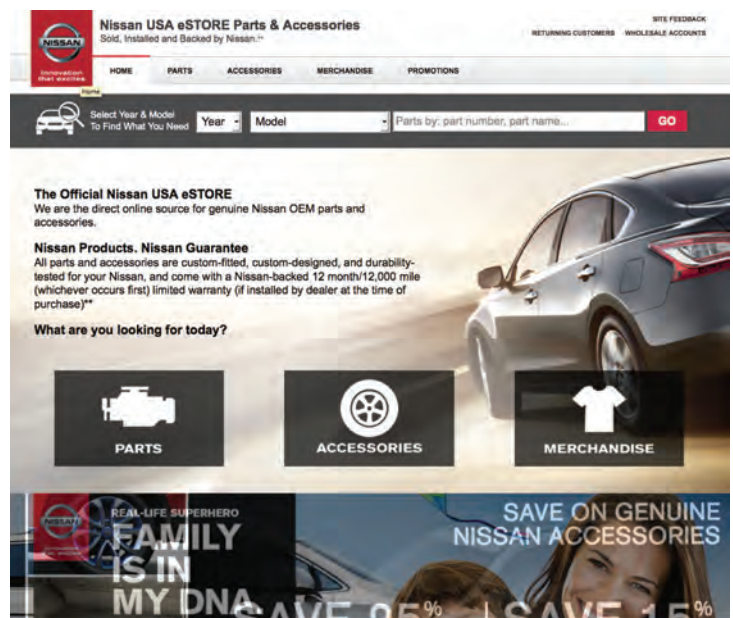 SITE FEEDBACK
Nissan USA eSTORE Parts & Accessories
Sold, Installed and Backed by Nissan.**
RETURNING CUSTOMERS WHOLESALE ACCOUNTS
NISSAN
Innovation
that excites
HOME PARTS ACCESSORIES MERCHANDISE PROMOTIONS
Home
Select Year & Model
To Find What You Need
Year Model Parts by: part number, part name... GO
The Official Nissan USA eSTORE
We are the direct online source for genuine Nissan OEM parts and
accessories.
Nissan Products. Nissan Guarantee
All parts and accessories are custom-fitted, custom-designed, and durability-
tested for your Nissan, and come with a Nissan-backed 12 month/12,000 mile
(whichever occurs first) limited warranty (if installed by dealer at the time of
purchase)**
What are you looking for today?
PARTS ACCESSORIES MERCHANDISE
NISSAN
REAL-LIFE SUPERHERO
FAMILY
IS IN
MY DNA.
SAVE ON GENUINE
NISSAN ACCESSORIES
SAVE 25% | SAVE 15%